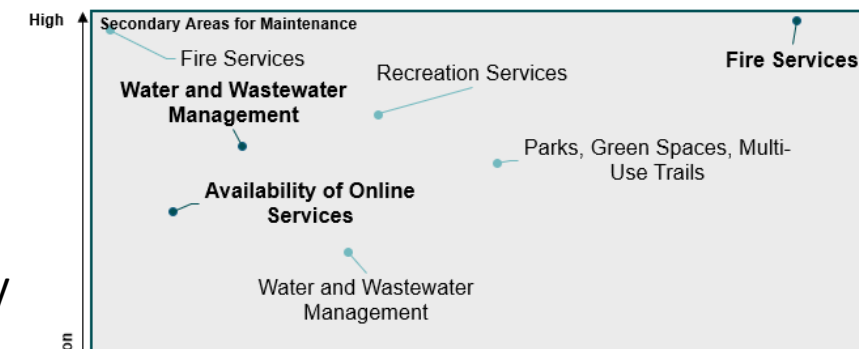 High
Secondary Areas for Maintenance
Fire Services
Fire Services
Water and Wastewater
Management
Recreation Services
Parks, Green Spaces, Multi-
Use Trails
Availability of Online
Services
Water and Wastewater
Management
on